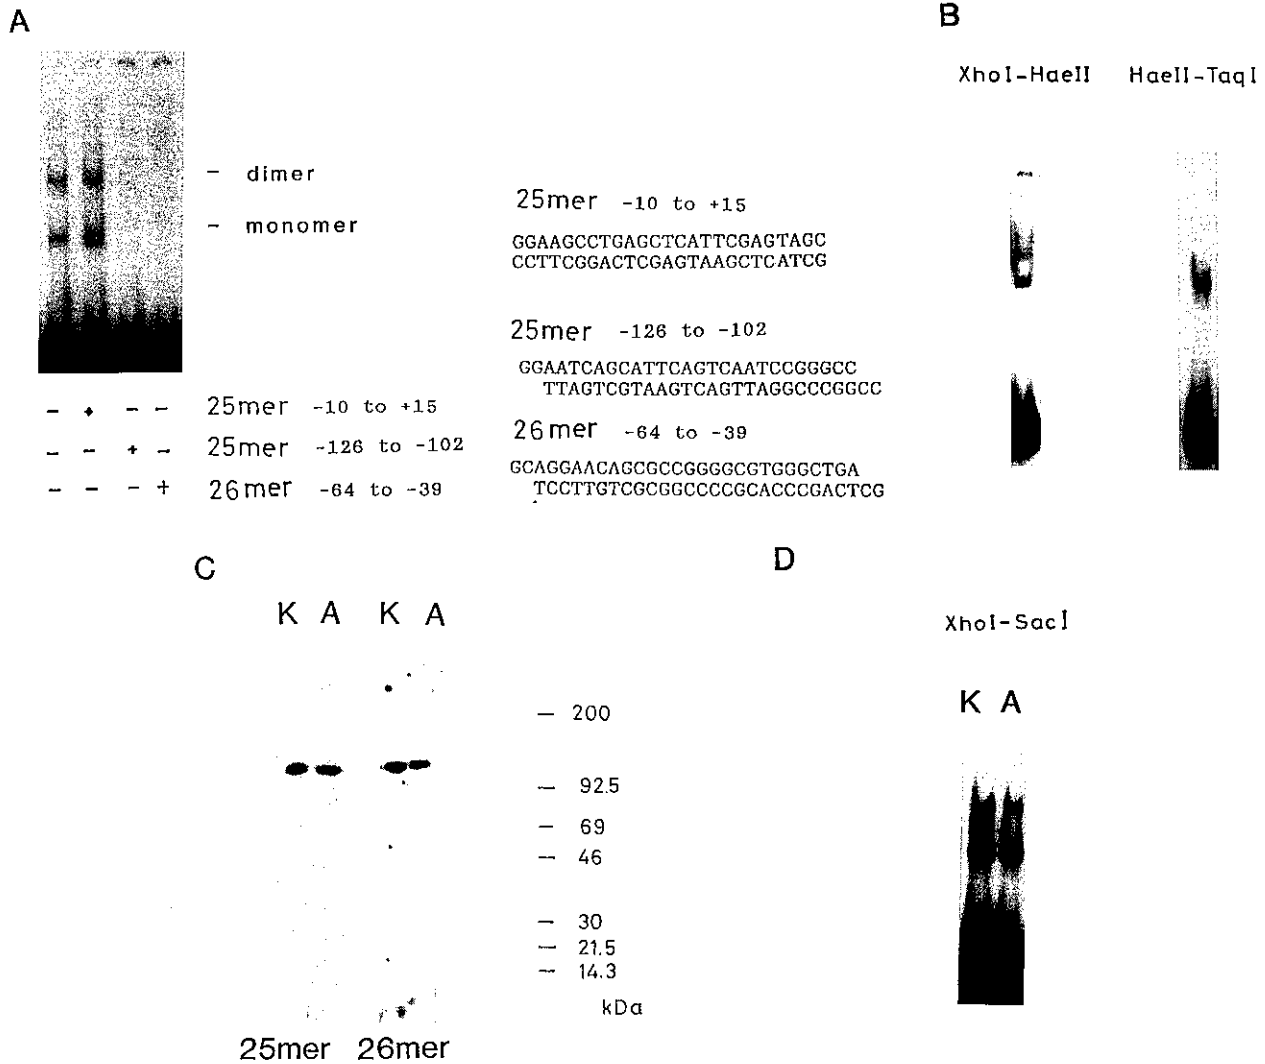 A
dimer
monomer
- + - - 25mer -10 to +15
- - + - 25mer -126 to -102
- - - + 26mer -64 to -39
25mer -10 to +15
GGAAGCCTGAGCTCATTCGAGTAGC
CCTTCGGACTCGAGTAAGCTCATCG
25mer -126 to -102
GGAATCAGCATTCAGTCAATCCGGGCC
TTAGTCGTAAGTCAGTTAGGCCCGGCC
26mer -64 to -39
GCAGGAACAGCGCCGGGGCGTGGGCTGA
TCCTTGTCGCGGCCCCGCACCCGACTCG
B
XhoI-HaeII HaeII-TaqI
C
K A K A
200
92.5
69
46
30
21.5
14.3
kDa
25mer 26mer
D
XhoI-SacI
K A